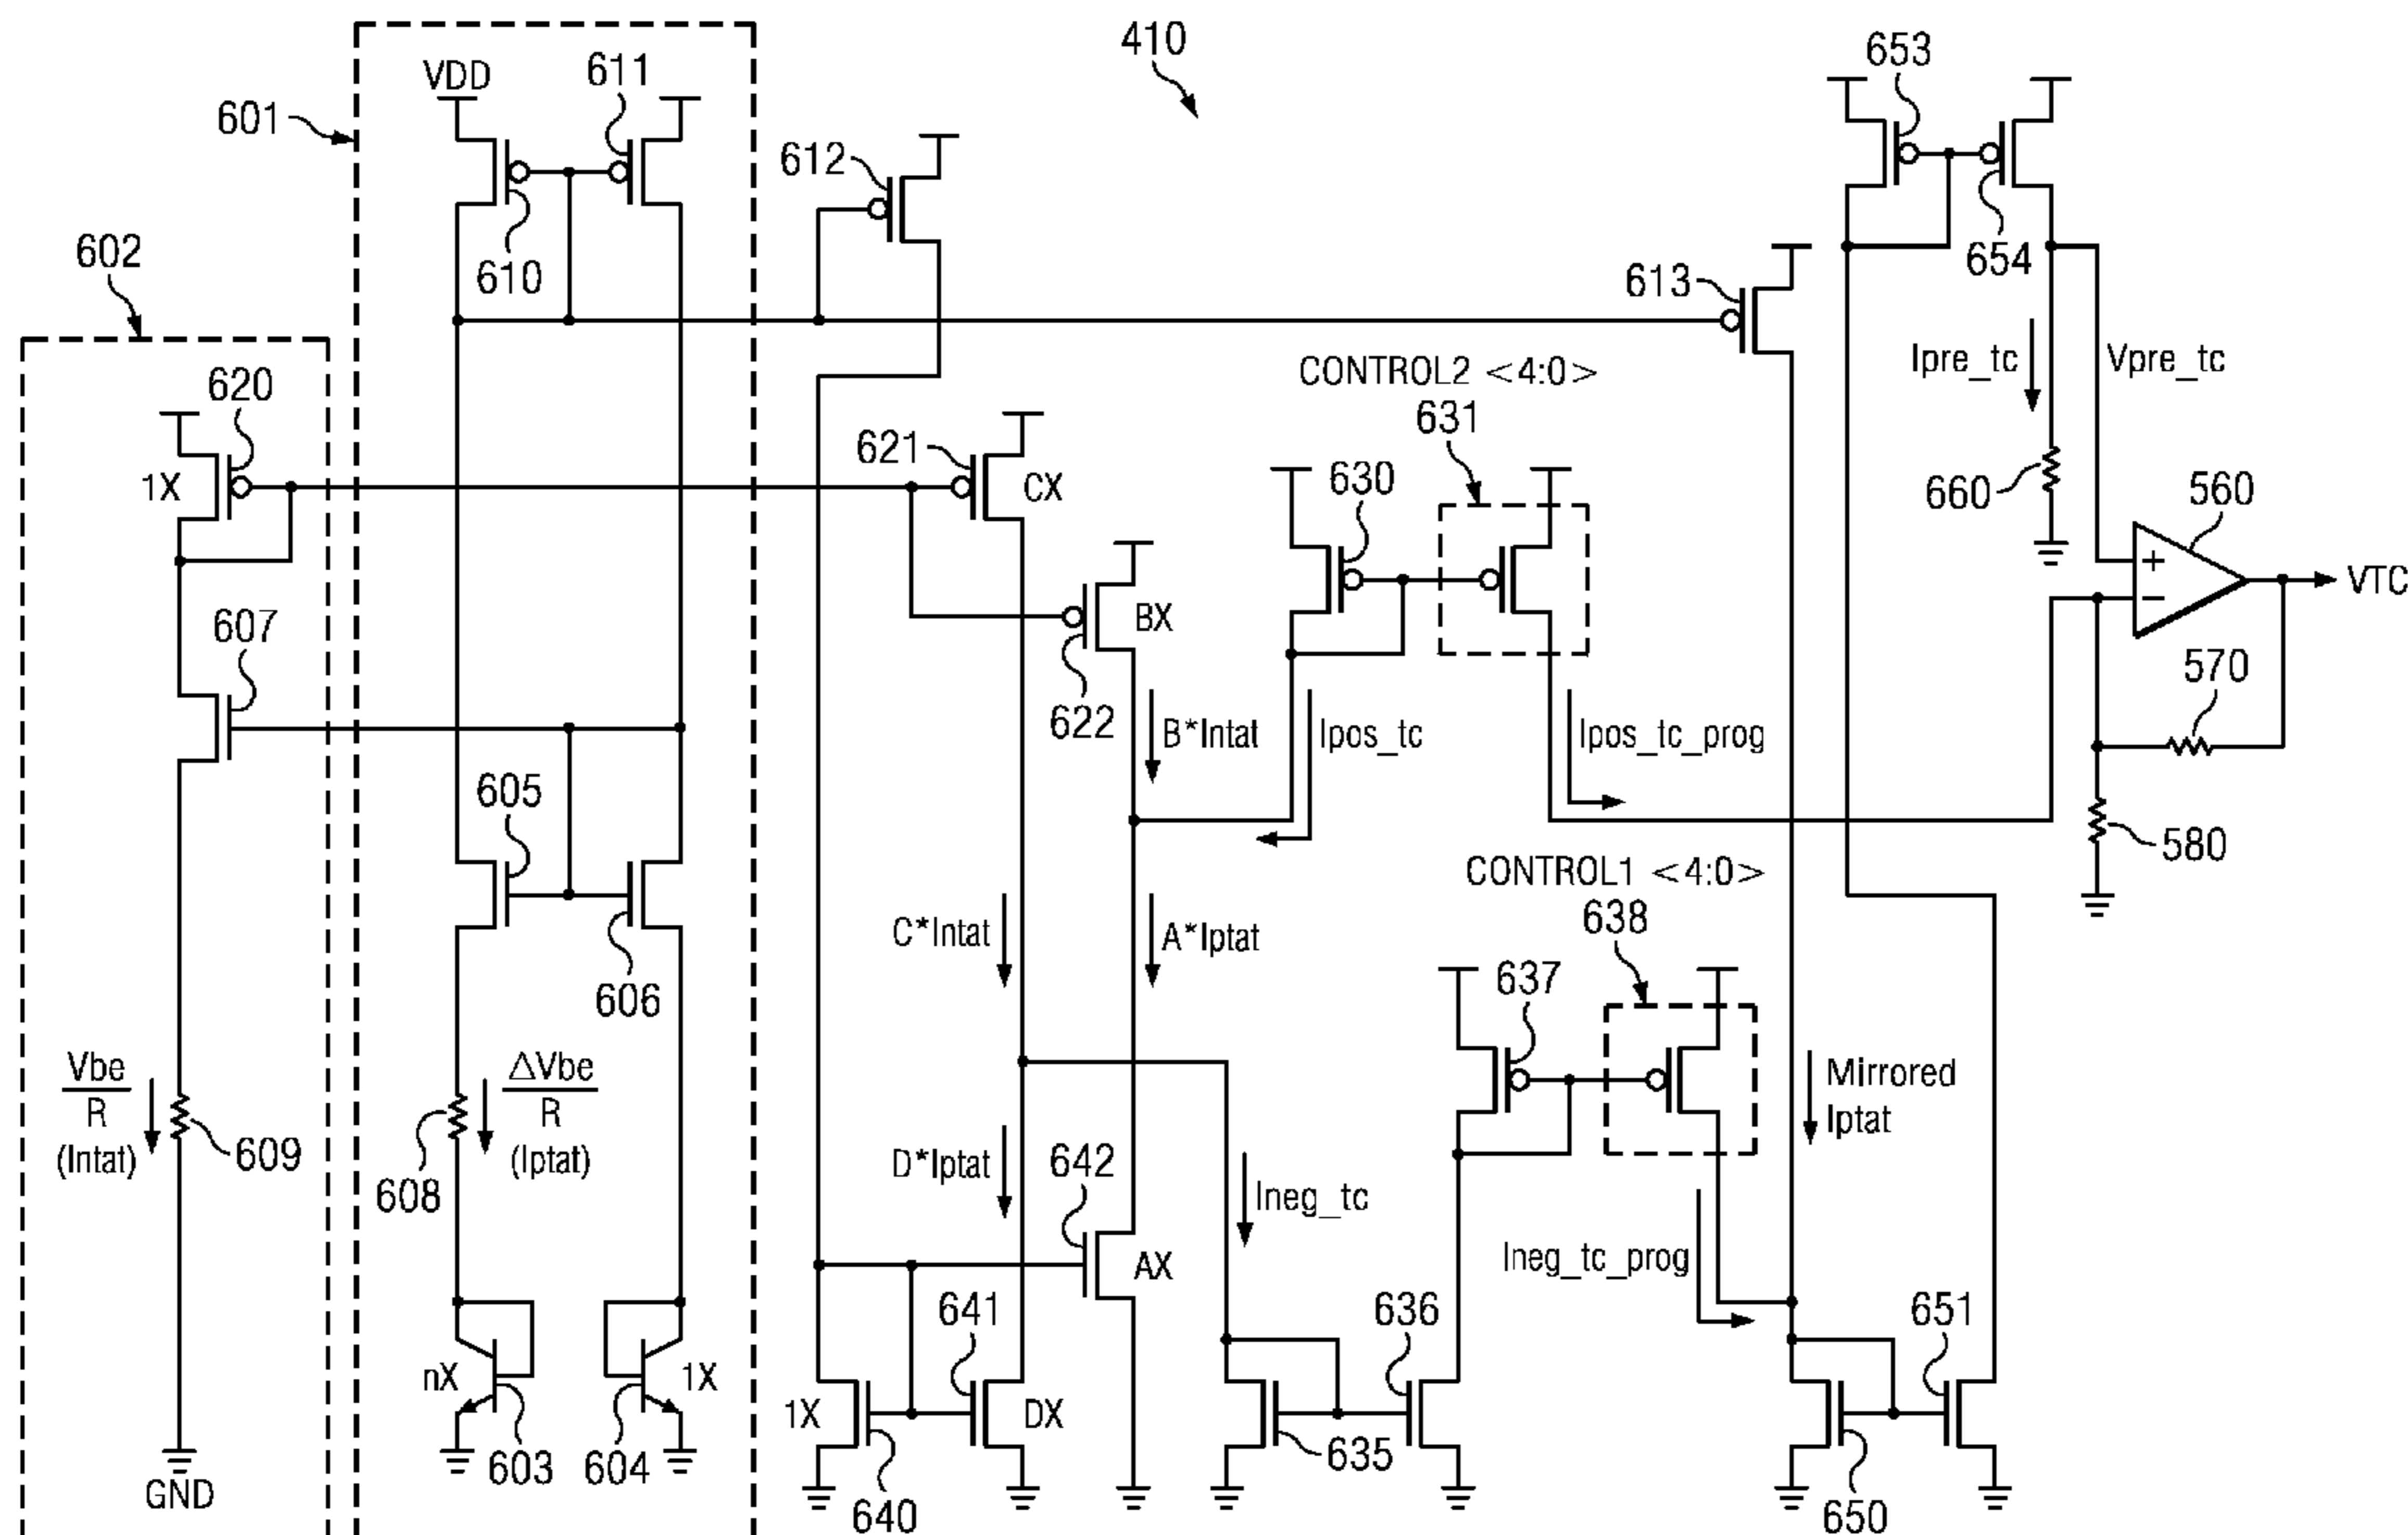 410
653
VDD
611
601
612
654
610
602
613
CONTROL2 <4:0>
631
Ipre_tc
Vpre_tc
620
621
630
1X
CX
660
560
+
−
VTC
607
BX
622
570
B*Intat
Ipos_tc
Ipos_tc_prog
605
580
CONTROL1 <4:0>
638
C*Intat
A*Iptat
606
637
Vbe
R
(Intat)
609
ΔVbe
R
(Iptat)
608
D*Iptat
642
Mirrored
Iptat
Ineg_tc
Ineg_tc_prog
AX
641
636
651
nX
1X
1X
DX
603
604
635
GND
640
650